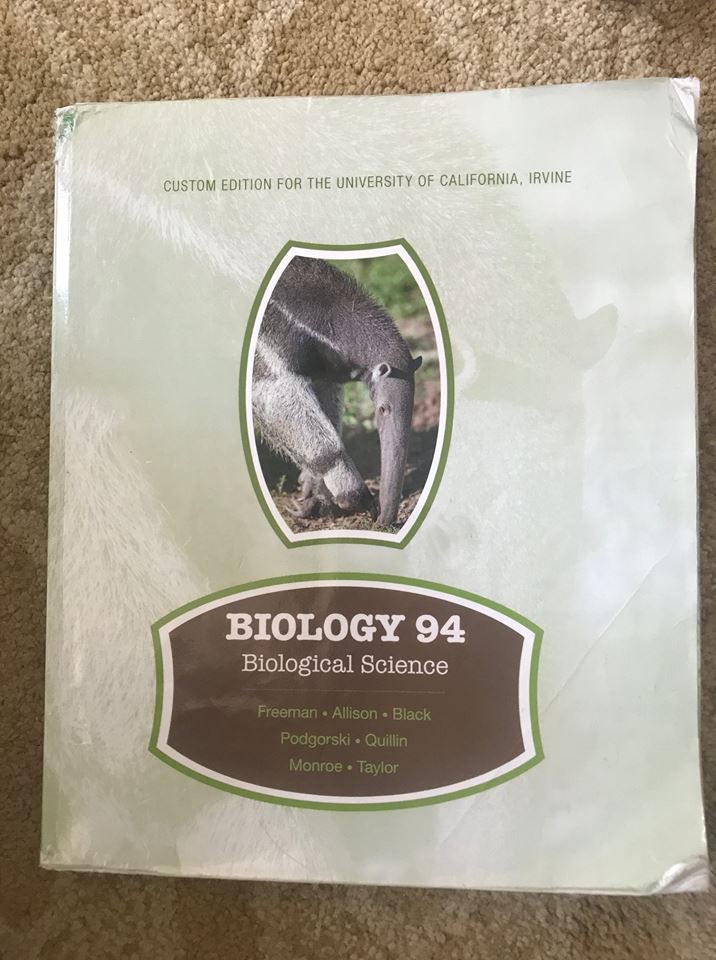 CUSTOM EDITION FOR THE UNIVERSITY OF CALIFORNIA, IRVINE
BIOLOGY 94
Biological Science
Freeman • Allison • Black
Podgorski • Quillin
Monroe • Taylor